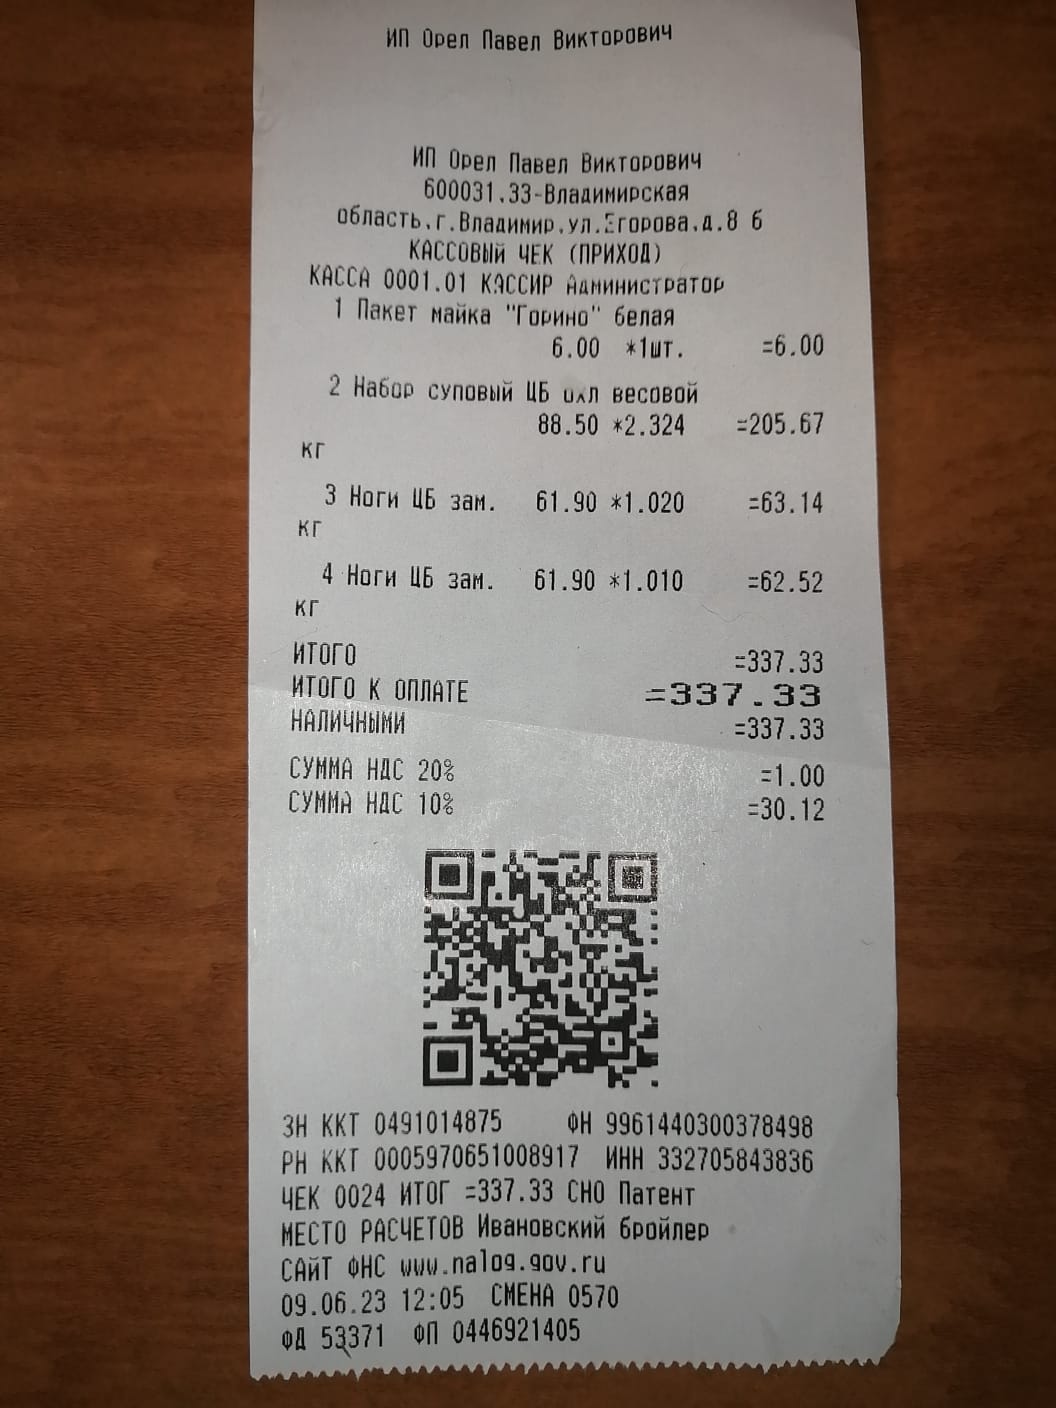 ИП Орел Павел Викторович
ИП Орел Павел Викторович
600031.33-Владимирская
область.г.Владимир.ул.Егорова.д.8 б
КАССОВЫЙ ЧЕК (ПРИХОД)
КАССА 0001.01 КАССИР Администратор
1 Пакет майка "Горино" белая
6.00 *1шт. =6.00
2 Набор суповый ЦБ охл весовой
88.50 *2.324 =205.67
кг
3 Ноги ЦБ зам. 61.90 *1.020 =63.14
кг
4 Ноги ЦБ зам. 61.90 *1.010 =62.52
кг
ИТОГО =337.33
ИТОГО К ОПЛАТЕ =337.33
НАЛИЧНЫМИ =337.33
СУММА НДС 20% =1.00
СУММА НДС 10% =30.12
ЗН ККТ 0491014875 ФН 9961440300378498
РН ККТ 0005970651008917 ИНН 332705843836
ЧЕК 0024 ИТОГ =337.33 СНО Патент
МЕСТО РАСЧЕТОВ Ивановский бройлер
САЙТ ФНС www.nalog.gov.ru
09.06.23 12:05 СМЕНА 0570
ФД 53371 ФП 0446921405